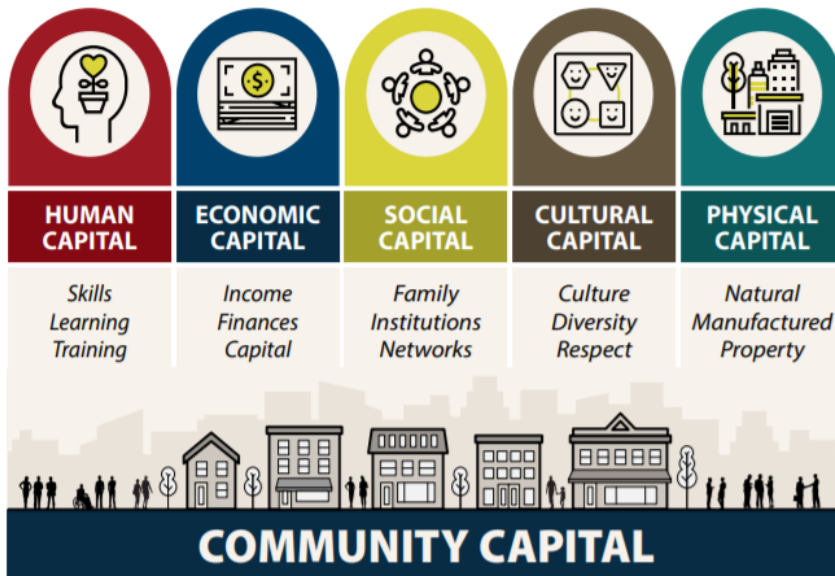 $
HUMAN
CAPITAL
Skills
Learning
Training
ECONOMIC
CAPITAL
Income
Finances
Capital
SOCIAL
CAPITAL
Family
Institutions
Networks
CULTURAL
CAPITAL
Culture
Diversity
Respect
PHYSICAL
CAPITAL
Natural
Manufactured
Property
COMMUNITY CAPITAL